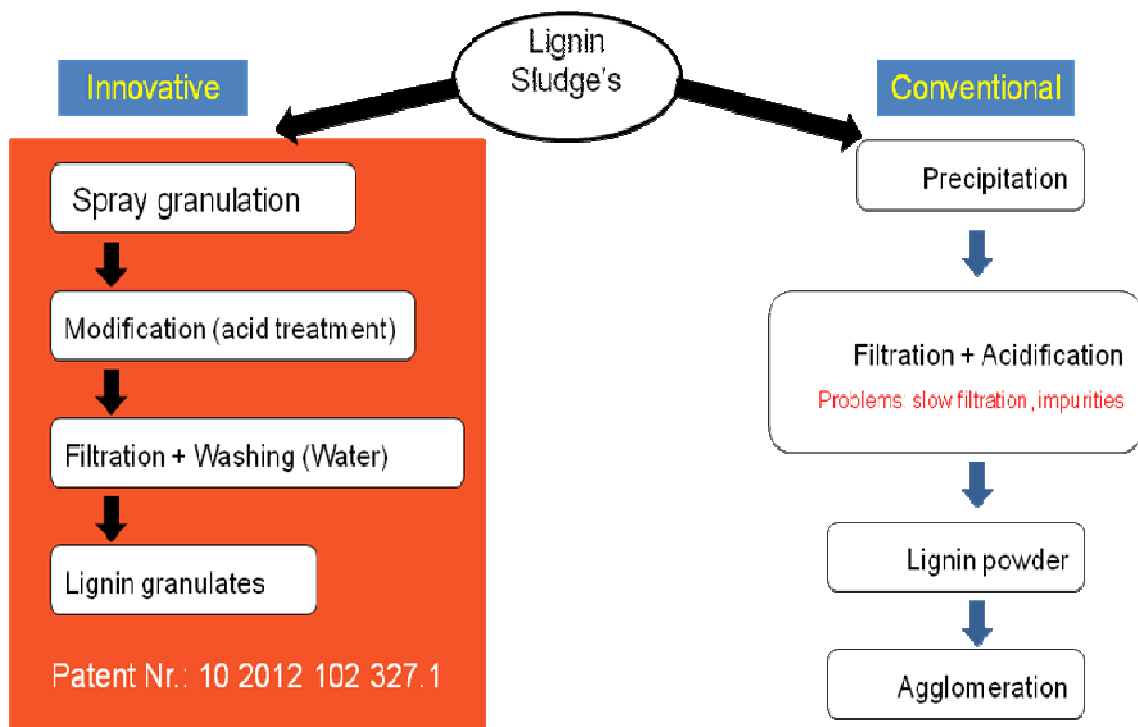 Lignin
Sludge's
Innovative
Spray granulation
Modification (acid treatment)
Filtration + Washing (Water)
Lignin granulates
Patent Nr.: 10 2012 102 327.1
Conventional
Precipitation
Filtration + Acidification
Problems: slow filtration, impurities
Lignin powder
Agglomeration